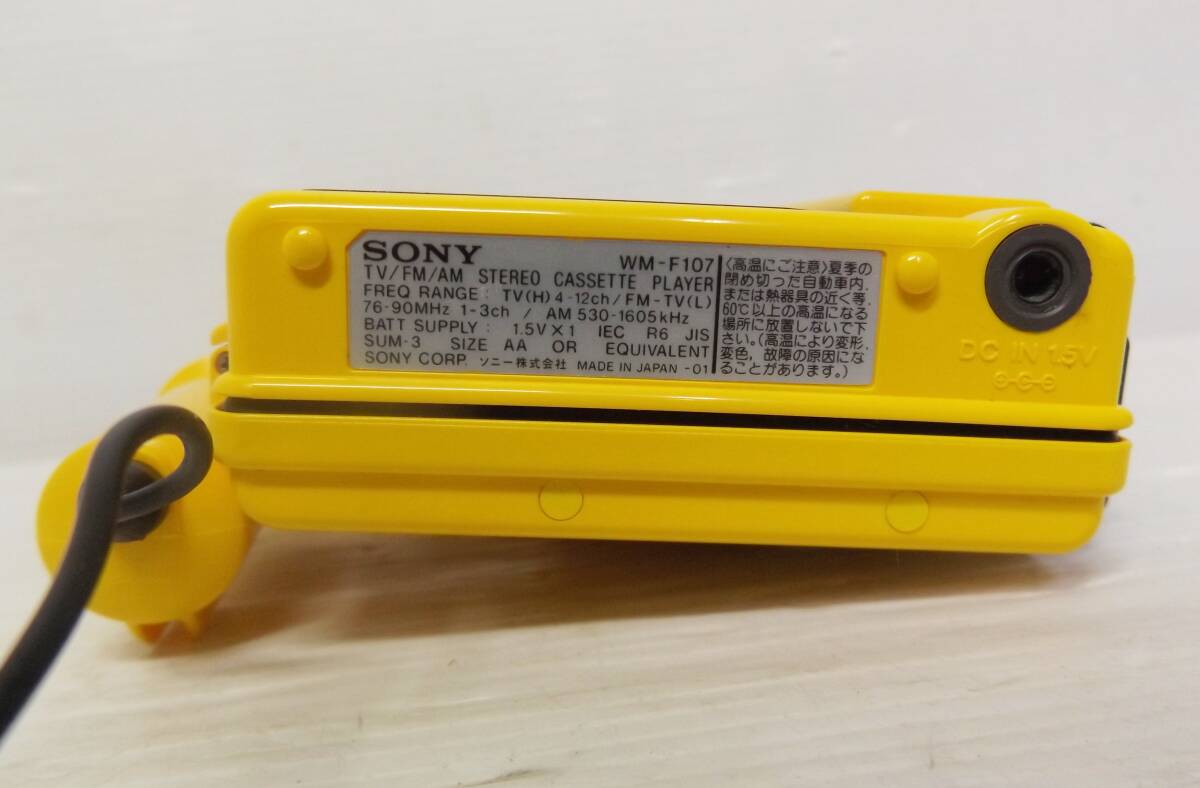 SONY WM-F107
TV/FM/AM STEREO CASSETTE PLAYER
FREQ RANGE: TV(H) 4-12ch/FM-TV(L)
76-90MHz 1-3ch / AM 530-1605kHz
BATT SUPPLY: 1.5V×1 IEC R6 JIS
SUM-3 SIZE AA OR EQUIVALENT
SONY CORP. ソニー株式会社 MADE IN JAPAN -01
〈高温にご注意〉夏季の
閉め切った自動車内、
または熱器具の近く等、
60℃以上の高温になる
場所に放置しないで下
さい。(高温により変形、
変色、故障の原因にな
ることがあります。)
DC IN 1.5V